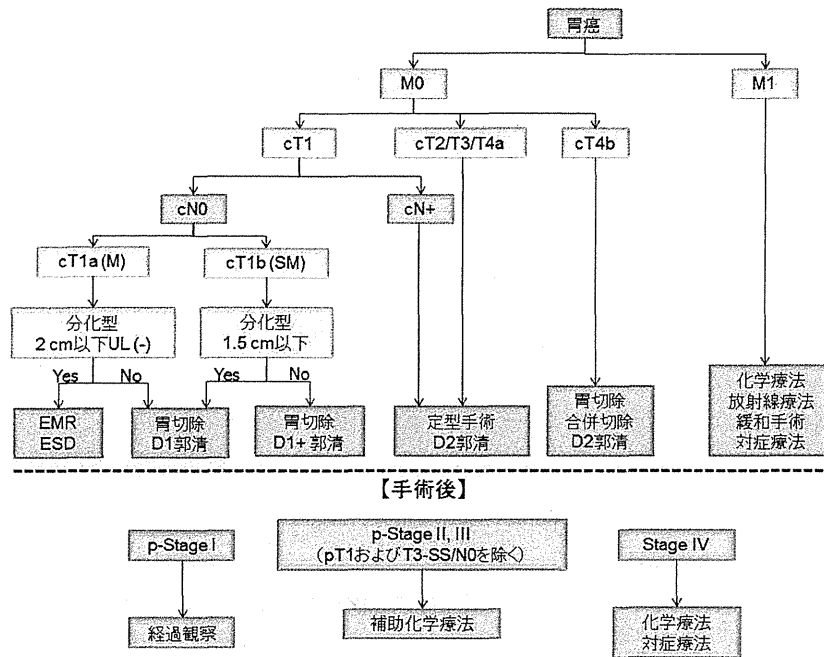 胃癌
M0
M1
cT1
cT2/T3/T4a
cT4b
cN0
cN+
cT1a (M)
cT1b (SM)
分化型
2 cm以下UL (-)
分化型
1.5 cm以下
Yes
No
Yes
No
EMR
ESD
胃切除
D1郭清
胃切除
D1+ 郭清
定型手術
D2郭清
胃切除
合併切除
D2郭清
化学療法
放射線療法
緩和手術
対症療法
【手術後】
p-Stage I
p-Stage II, III
(pT1およびT3-SS/N0を除く)
Stage IV
経過観察
補助化学療法
化学療法
対症療法